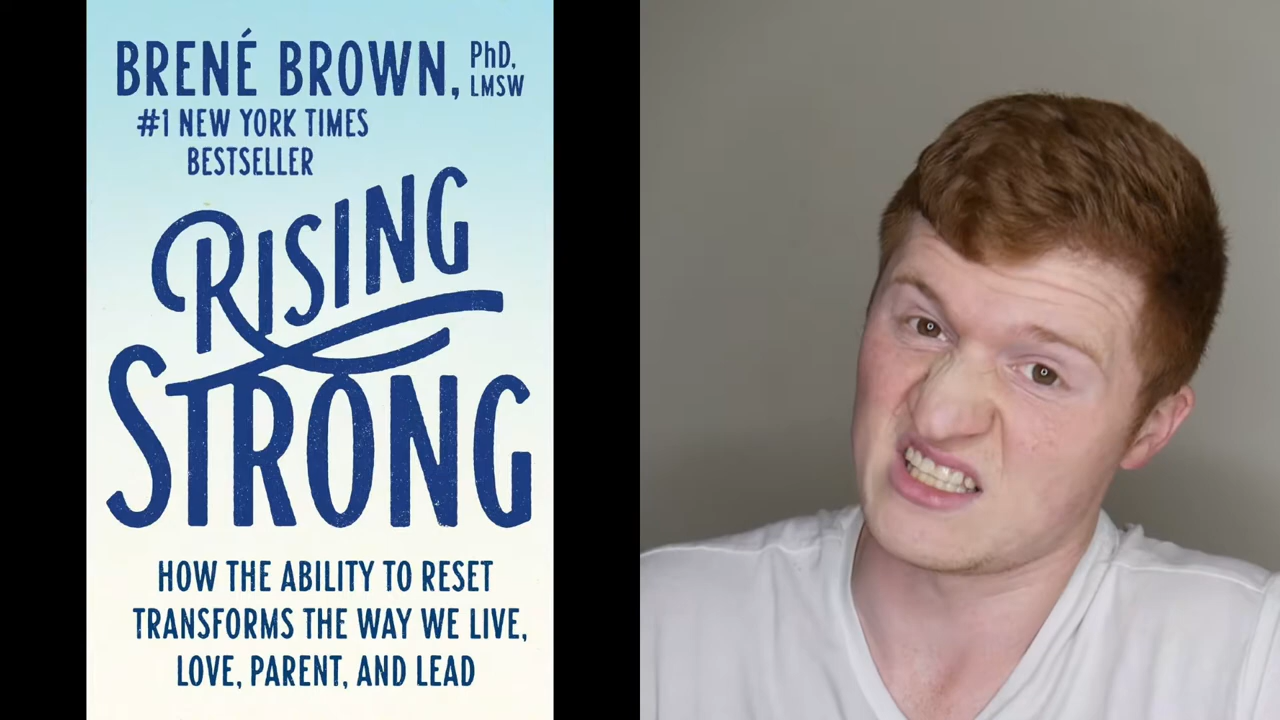 BRENÉ BROWN, PhD, LMSW
#1 NEW YORK TIMES
BESTSELLER
RISING
STRONG
HOW THE ABILITY TO RESET
TRANSFORMS THE WAY WE LIVE,
LOVE, PARENT, AND LEAD